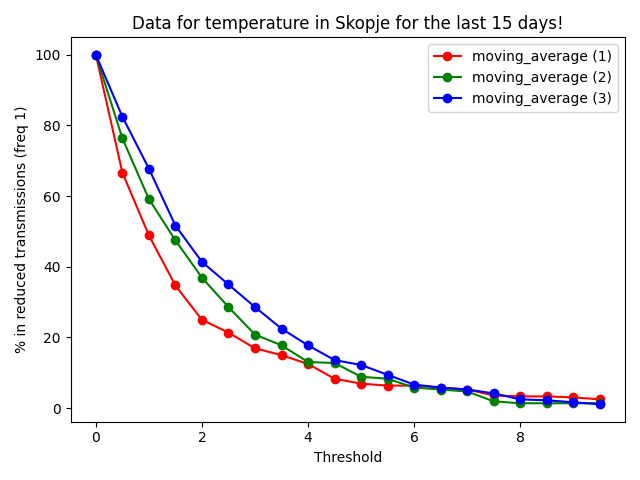 Data for temperature in Skopje for the last 15 days!
moving_average (1)
moving_average (2)
moving_average (3)
% in reduced transmissions (freq 1)
100
80
60
40
20
0
0 2 4 6 8
Threshold